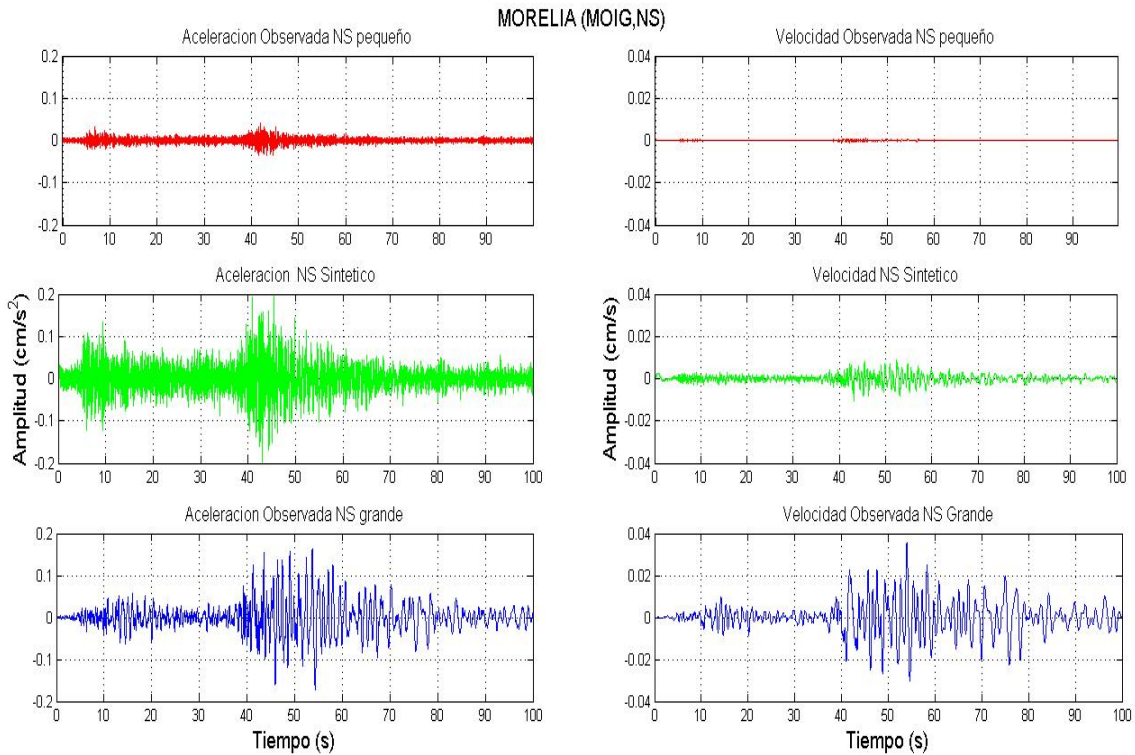 MORELIA (MOIG,NS)
Aceleracion Observada NS pequeño
0.2
0.1
0
-0.1
-0.2
0 10 20 30 40 50 60 70 80 90
Velocidad Observada NS pequeño
0.04
0.02
0
-0.02
-0.04
0 10 20 30 40 50 60 70 80 90
Aceleracion NS Sintetico
Amplitud (cm/s²)
0.2
0.1
0
-0.1
-0.2
0 10 20 30 40 50 60 70 80 90 100
Velocidad NS Sintetico
Amplitud (cm/s)
0.04
0.02
0
-0.02
-0.04
0 10 20 30 40 50 60 70 80 90 100
Aceleracion Observada NS grande
0.2
0.1
0
-0.1
-0.2
0 10 20 30 40 50 60 70 80 90 100
Tiempo (s)
Velocidad Observada NS Grande
0.04
0.02
0
-0.02
-0.04
0 10 20 30 40 50 60 70 80 90 100
Tiempo (s)